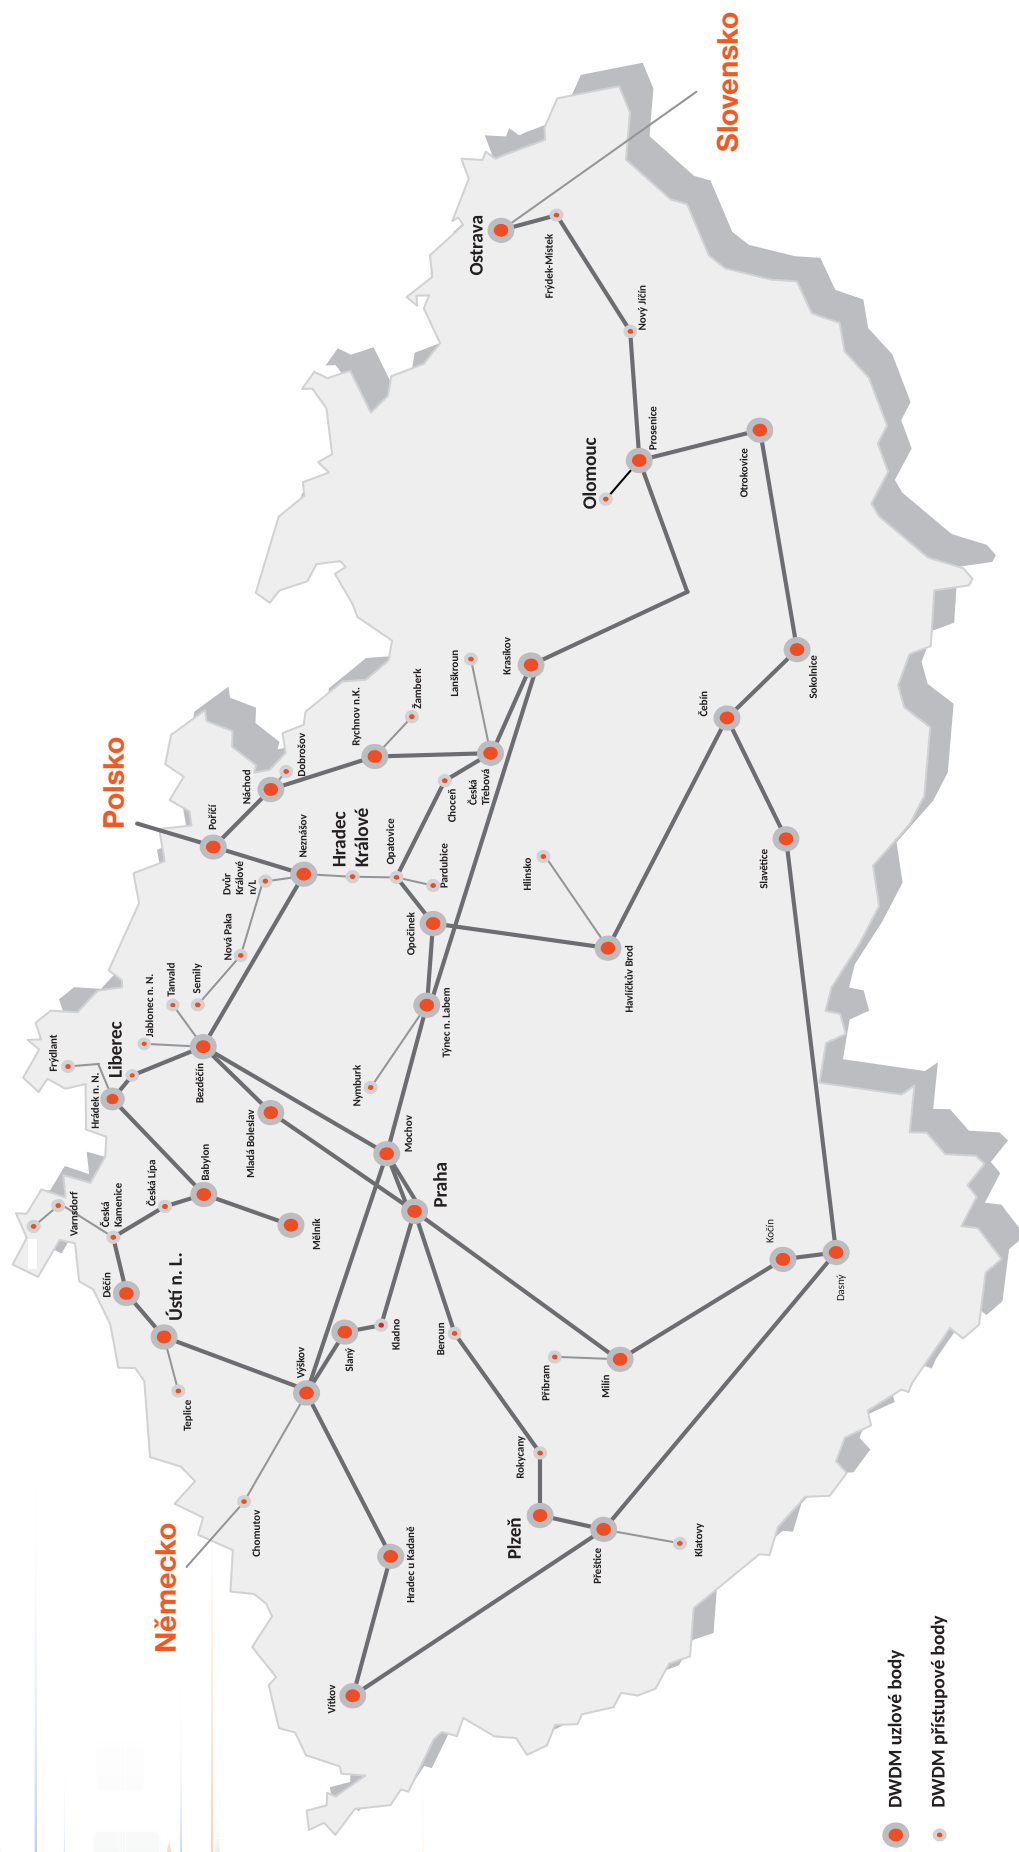 Slovensko
Polsko
Německo
Ostrava
Frýdek-Místek
Nový Jičín
Prosenice
Olomouc
Otrokovice
Krasíkov
Lanškroun
Žamberk
Rychnov n.K.
Dobrošov
Náchod
Poříčí
Neznášov
Hradec
Králové
Opatovice
Choceň
Česká
Třebová
Pardubice
Dvůr
Králové
n/L
Nová Paka
Semily
Tanvald
Jablonec n. N.
Liberec
Frýdlant
Hrádek n. N.
Bezděčín
Mladá Boleslav
Opočinek
Týnec n. Labem
Nymburk
Hlinsko
Havlíčkův Brod
Čebín
Sokolnice
Slavětice
Mochov
Praha
Varnsdorf
Česká
Kamenice
Česká Lípa
Babylon
Mělník
Děčín
Ústí n. L.
Teplice
Výškov
Slaný
Kladno
Beroun
Kočín
Dasný
Příbram
Milín
Rokycany
Plzeň
Přeštice
Klatovy
Chomutov
Hradec u Kadaně
Vítkov
DWDM uzlové body
DWDM přístupové body